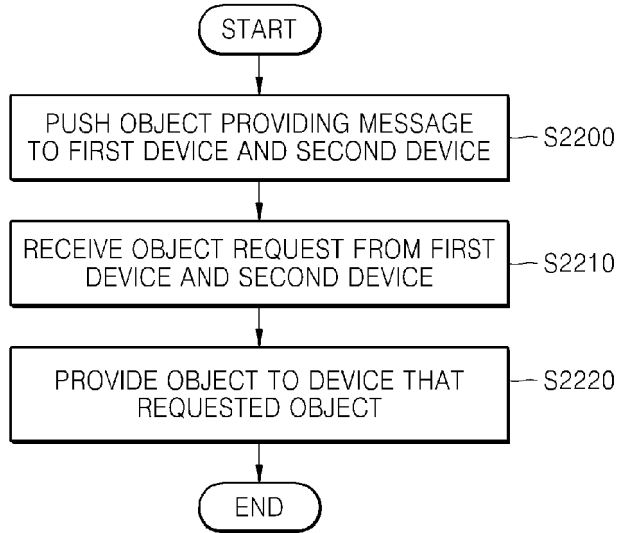 START
PUSH OBJECT PROVIDING MESSAGE
TO FIRST DEVICE AND SECOND DEVICE
S2200
RECEIVE OBJECT REQUEST FROM FIRST
DEVICE AND SECOND DEVICE
S2210
PROVIDE OBJECT TO DEVICE THAT
REQUESTED OBJECT
S2220
END